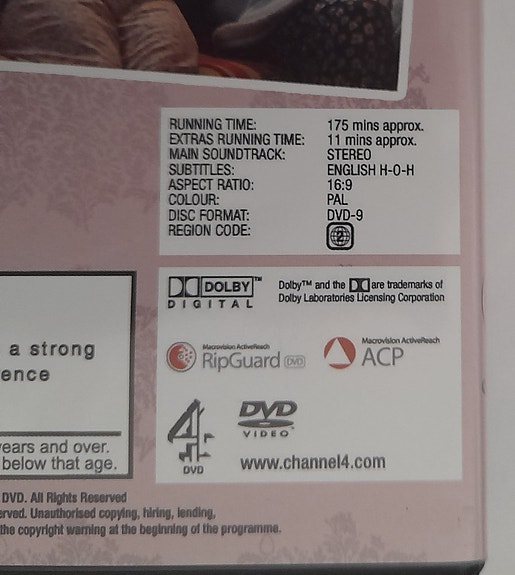 RUNNING TIME: 175 mins approx.
EXTRAS RUNNING TIME: 11 mins approx.
MAIN SOUNDTRACK: STEREO
SUBTITLES: ENGLISH H-O-H
ASPECT RATIO: 16:9
COLOUR: PAL
DISC FORMAT: DVD-9
REGION CODE: 2
DOLBY™
DIGITAL
Dolby™ and the are trademarks of
Dolby Laboratories Licensing Corporation
Macrovision ActiveReach
RipGuard DVD
Macrovision ActiveReach
ACP
4
DVD
DVD
VIDEO™
www.channel4.com
a strong
ence
years and over.
below that age.
DVD. All Rights Reserved
erved. Unauthorised copying, hiring, lending,
the copyright warning at the beginning of the programme.